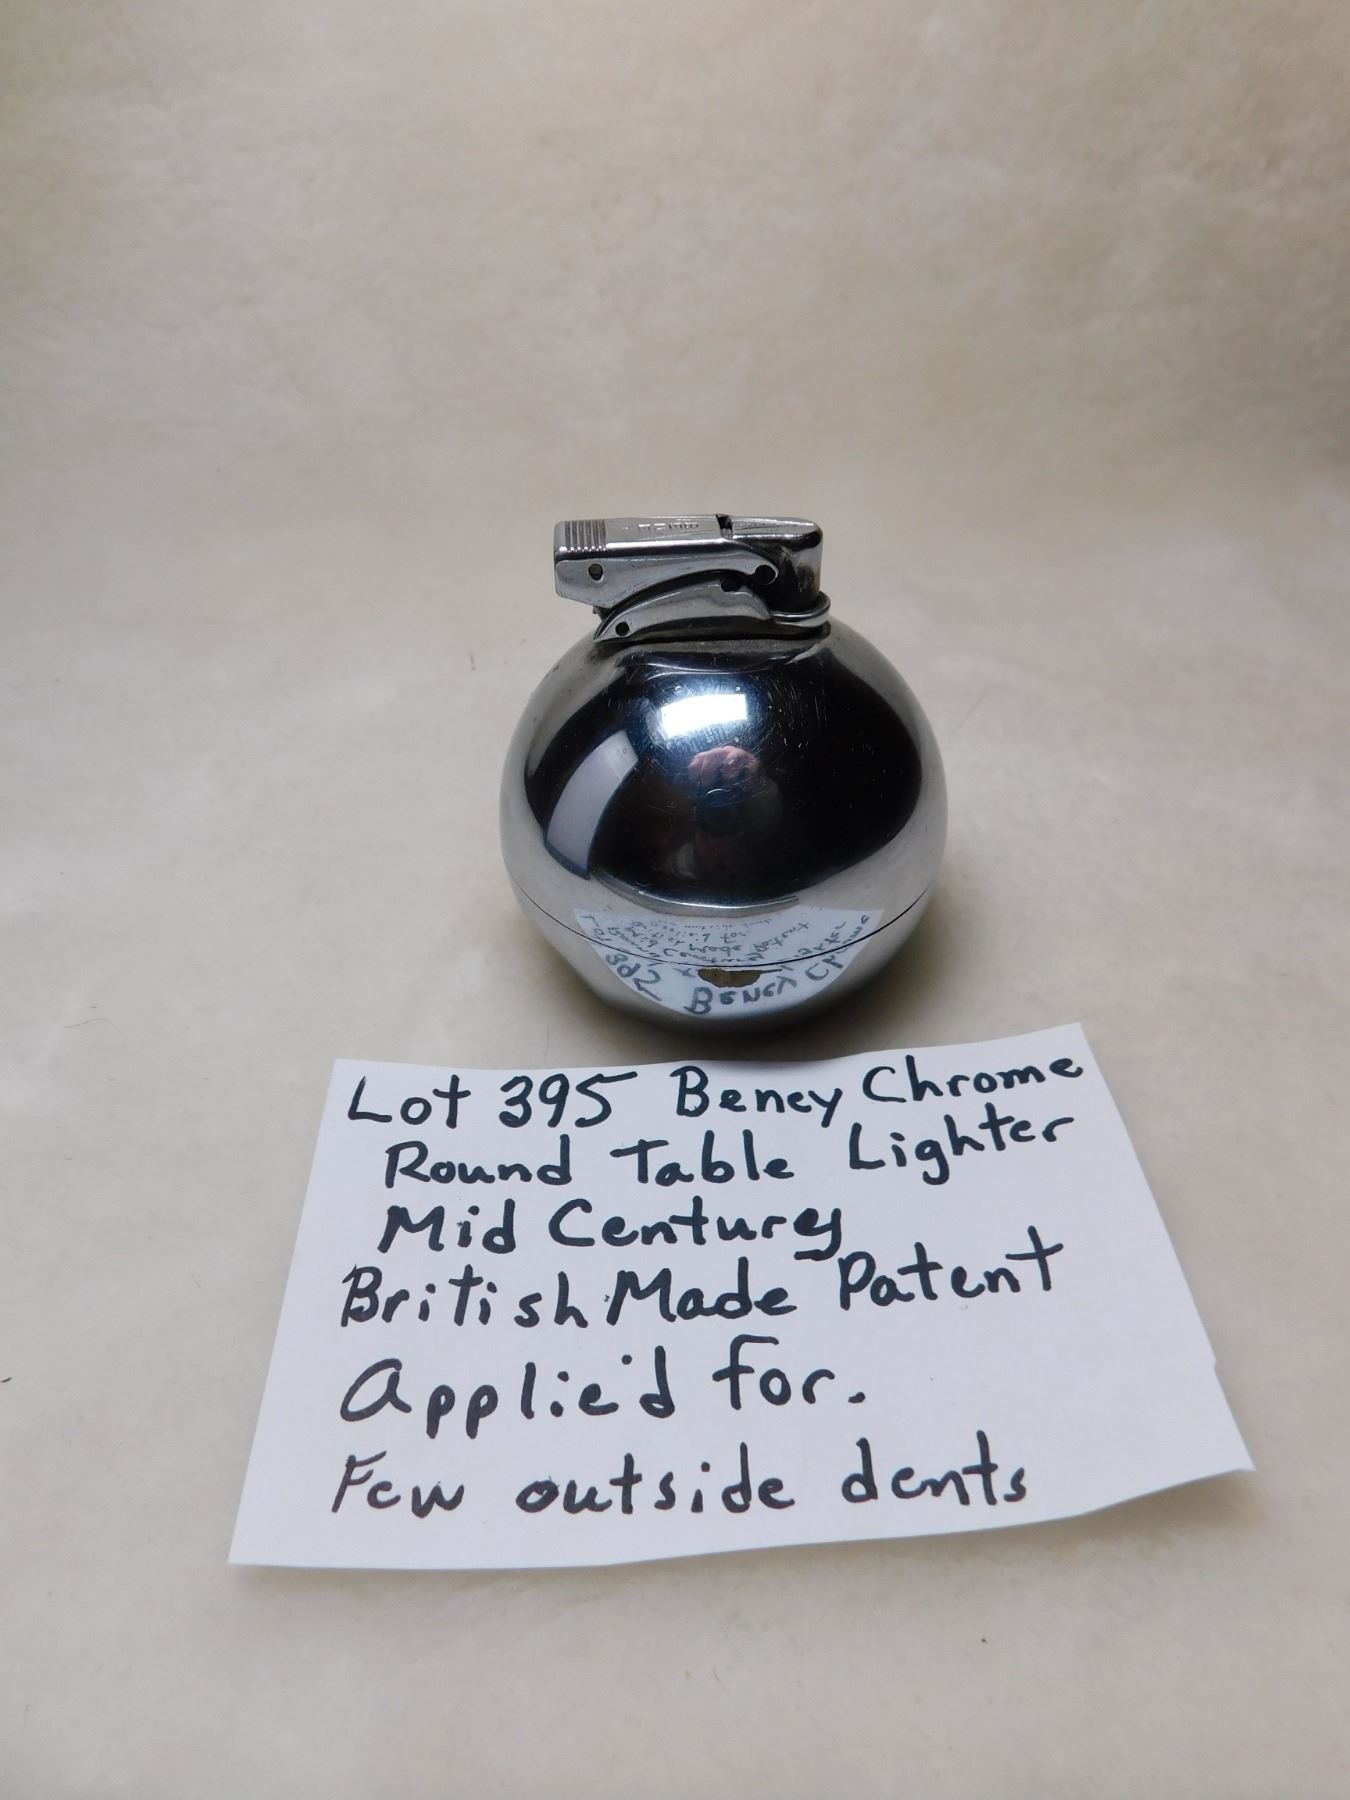 Lot 395 Beney Chrome
Round Table Lighter
Mid Century
British Made Patent
Applie'd for.
Few outside dents